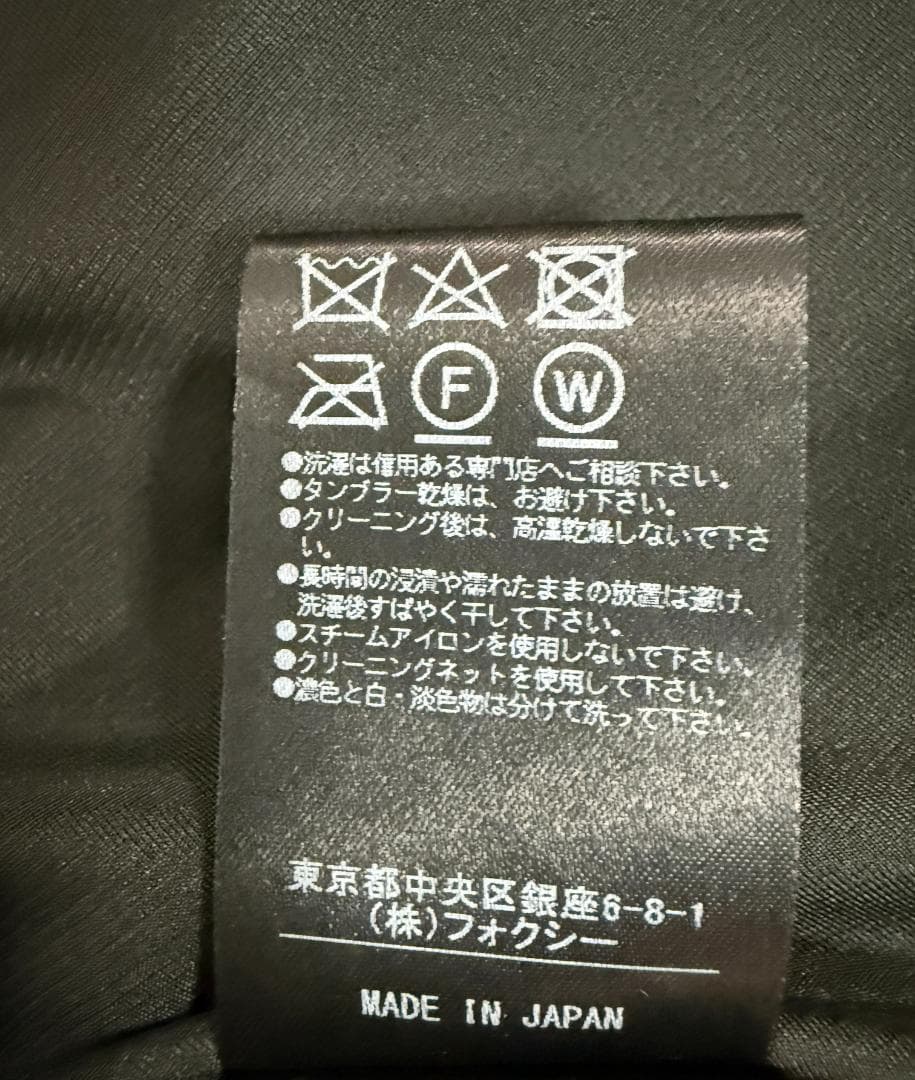 F W
●洗濯は信用ある専門店へご相談下さい。
●タンブラー乾燥は、お避け下さい。
●クリーニング後は、高温乾燥しないで下さ
い。
●長時間の浸漬や濡れたままの放置は避け、
洗濯後すばやく干して下さい。
●スチームアイロンを使用しないで下さい。
●クリーニングネットを使用して下さい。
●濃色と白・淡色物は分けて洗って下さい。
東京都中央区銀座6-8-1
(株)フォクシー
MADE IN JAPAN